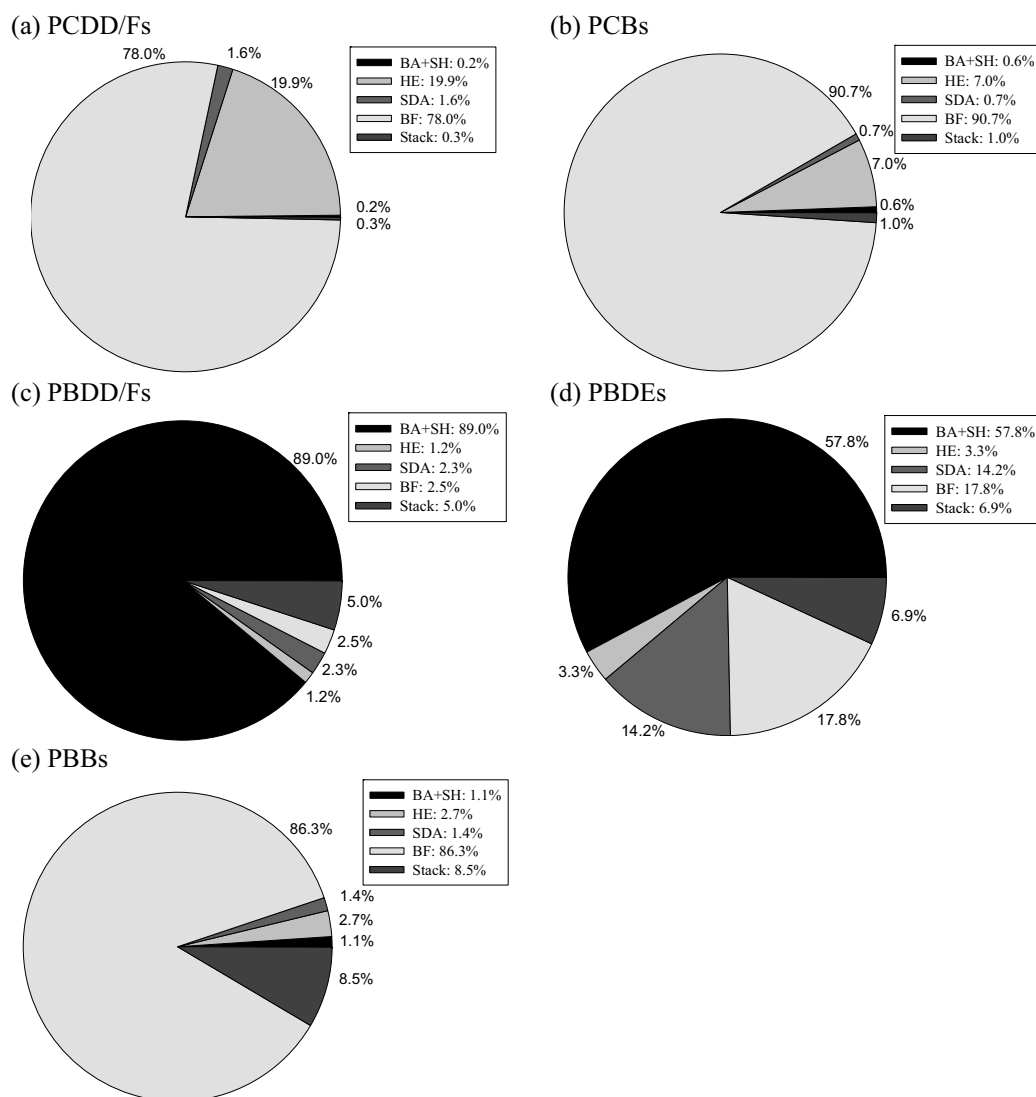 (a) PCDD/Fs
78.0%
1.6%
19.9%
0.2%
0.3%
BA+SH: 0.2%
HE: 19.9%
SDA: 1.6%
BF: 78.0%
Stack: 0.3%
(b) PCBs
90.7%
0.7%
7.0%
0.6%
1.0%
BA+SH: 0.6%
HE: 7.0%
SDA: 0.7%
BF: 90.7%
Stack: 1.0%
(c) PBDD/Fs
89.0%
5.0%
2.5%
2.3%
1.2%
BA+SH: 89.0%
HE: 1.2%
SDA: 2.3%
BF: 2.5%
Stack: 5.0%
(d) PBDEs
57.8%
6.9%
3.3%
17.8%
14.2%
BA+SH: 57.8%
HE: 3.3%
SDA: 14.2%
BF: 17.8%
Stack: 6.9%
(e) PBBs
86.3%
1.4%
2.7%
1.1%
8.5%
BA+SH: 1.1%
HE: 2.7%
SDA: 1.4%
BF: 86.3%
Stack: 8.5%